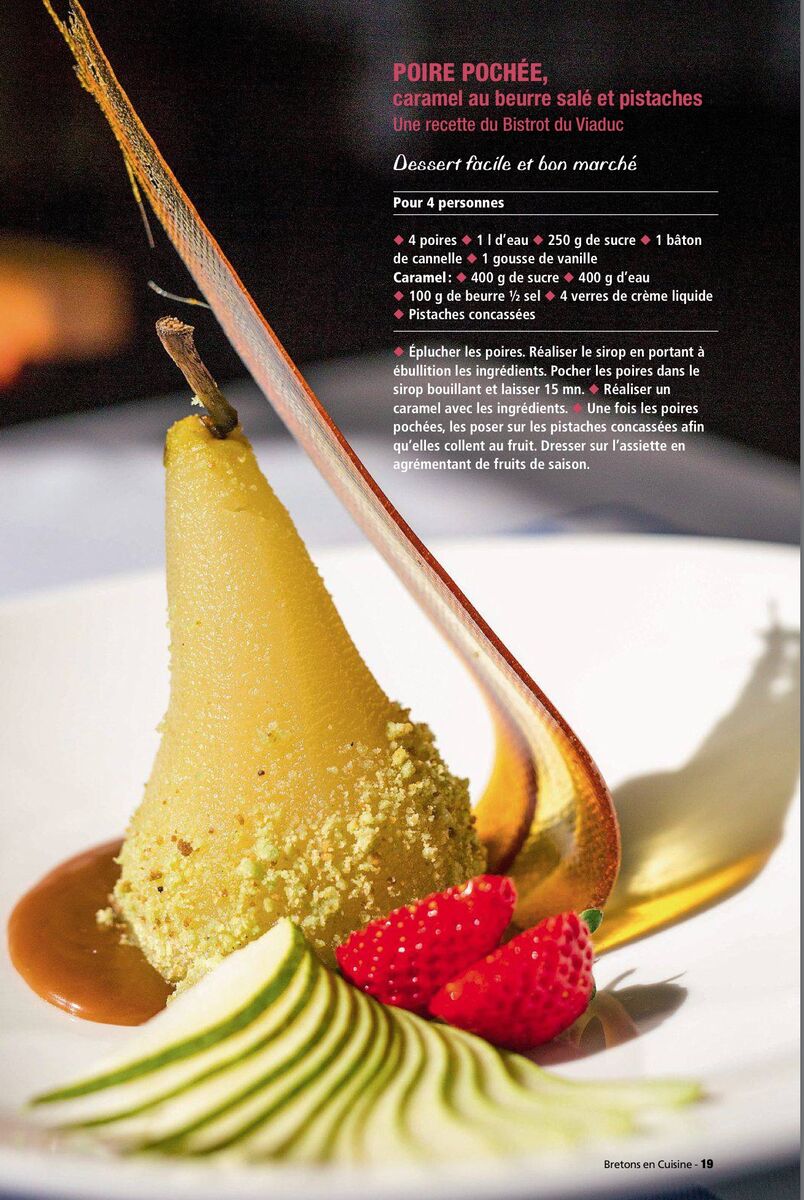 POIRE POCHÉE,
caramel au beurre salé et pistaches
Une recette du Bistrot du Viaduc
Dessert facile et bon marché
Pour 4 personnes
◆ 4 poires ◆ 1 l d’eau ◆ 250 g de sucre ◆ 1 bâton
de cannelle ◆ 1 gousse de vanille
Caramel : ◆ 400 g de sucre ◆ 400 g d’eau
◆ 100 g de beurre ½ sel ◆ 4 verres de crème liquide
◆ Pistaches concassées
◆ Éplucher les poires. Réaliser le sirop en portant à
ébullition les ingrédients. Pocher les poires dans le
sirop bouillant et laisser 15 mn. ◆ Réaliser un
caramel avec les ingrédients. ◆ Une fois les poires
pochées, les poser sur les pistaches concassées afin
qu’elles collent au fruit. Dresser sur l’assiette en
agrémentant de fruits de saison.
Bretons en Cuisine - 19